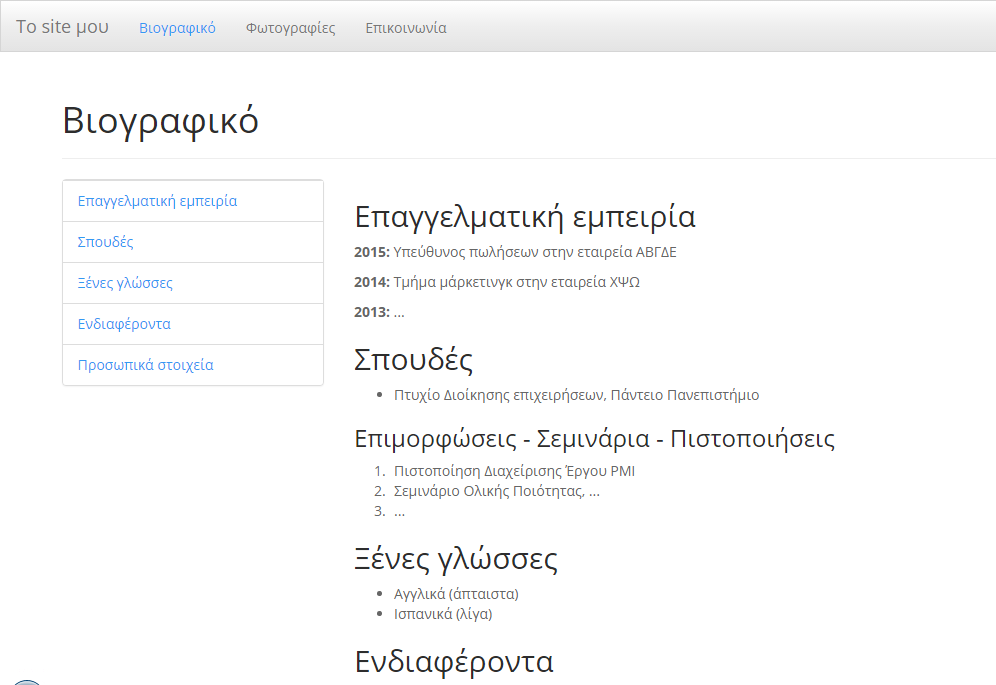 Το site μου Βιογραφικό Φωτογραφίες Επικοινωνία
Βιογραφικό
Επαγγελματική εμπειρία
Σπουδές
Ξένες γλώσσες
Ενδιαφέροντα
Προσωπικά στοιχεία
Επαγγελματική εμπειρία
2015: Υπεύθυνος πωλήσεων στην εταιρεία ΑΒΓΔΕ
2014: Τμήμα μάρκετινγκ στην εταιρεία ΧΨΩ
2013: ...
Σπουδές
• Πτυχίο Διοίκησης επιχειρήσεων, Πάντειο Πανεπιστήμιο
Επιμορφώσεις - Σεμινάρια - Πιστοποιήσεις
1. Πιστοποίηση Διαχείρισης Έργου PMI
2. Σεμινάριο Ολικής Ποιότητας, ...
3. ...
Ξένες γλώσσες
• Αγγλικά (άπταιστα)
• Ισπανικά (λίγα)
Ενδιαφέροντα